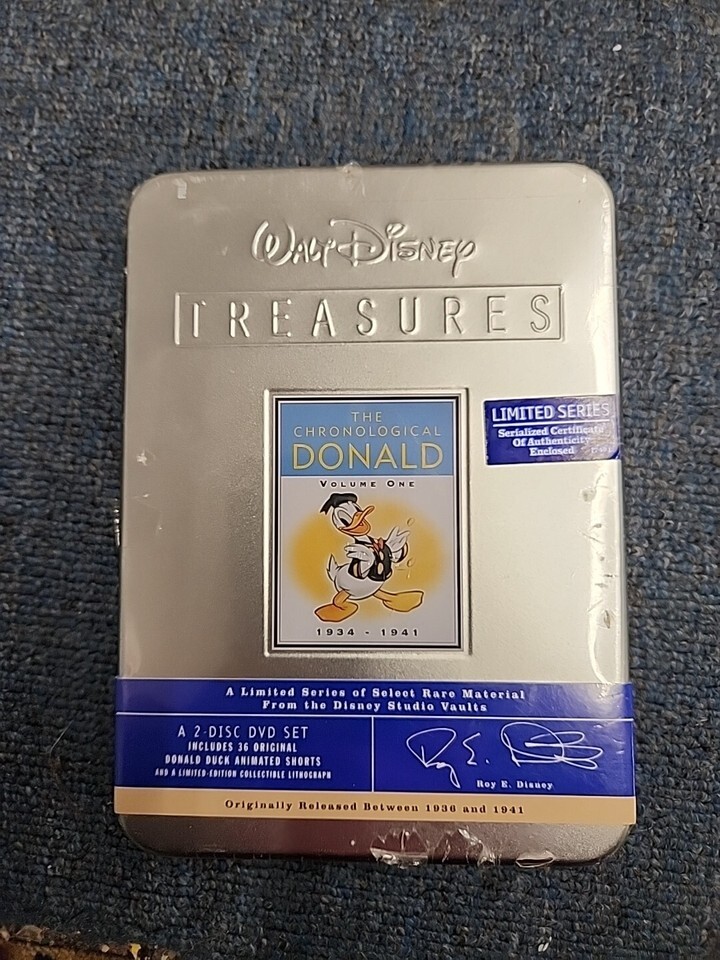 WALT DISNEY
TREASURES
THE
CHRONOLOGICAL
DONALD
VOLUME ONE
1934 - 1941
LIMITED SERIES
Serialized Certificate
Of Authenticity
Enclosed
A Limited Series of Select Rare Material
From the Disney Studio Vaults
A 2-DISC DVD SET
INCLUDES 36 ORIGINAL
DONALD DUCK ANIMATED SHORTS
AND A LIMITED-EDITION COLLECTIBLE LITHOGRAPH
Roy E. Disney
Roy E. Disney
Originally Released Between 1936 and 1941